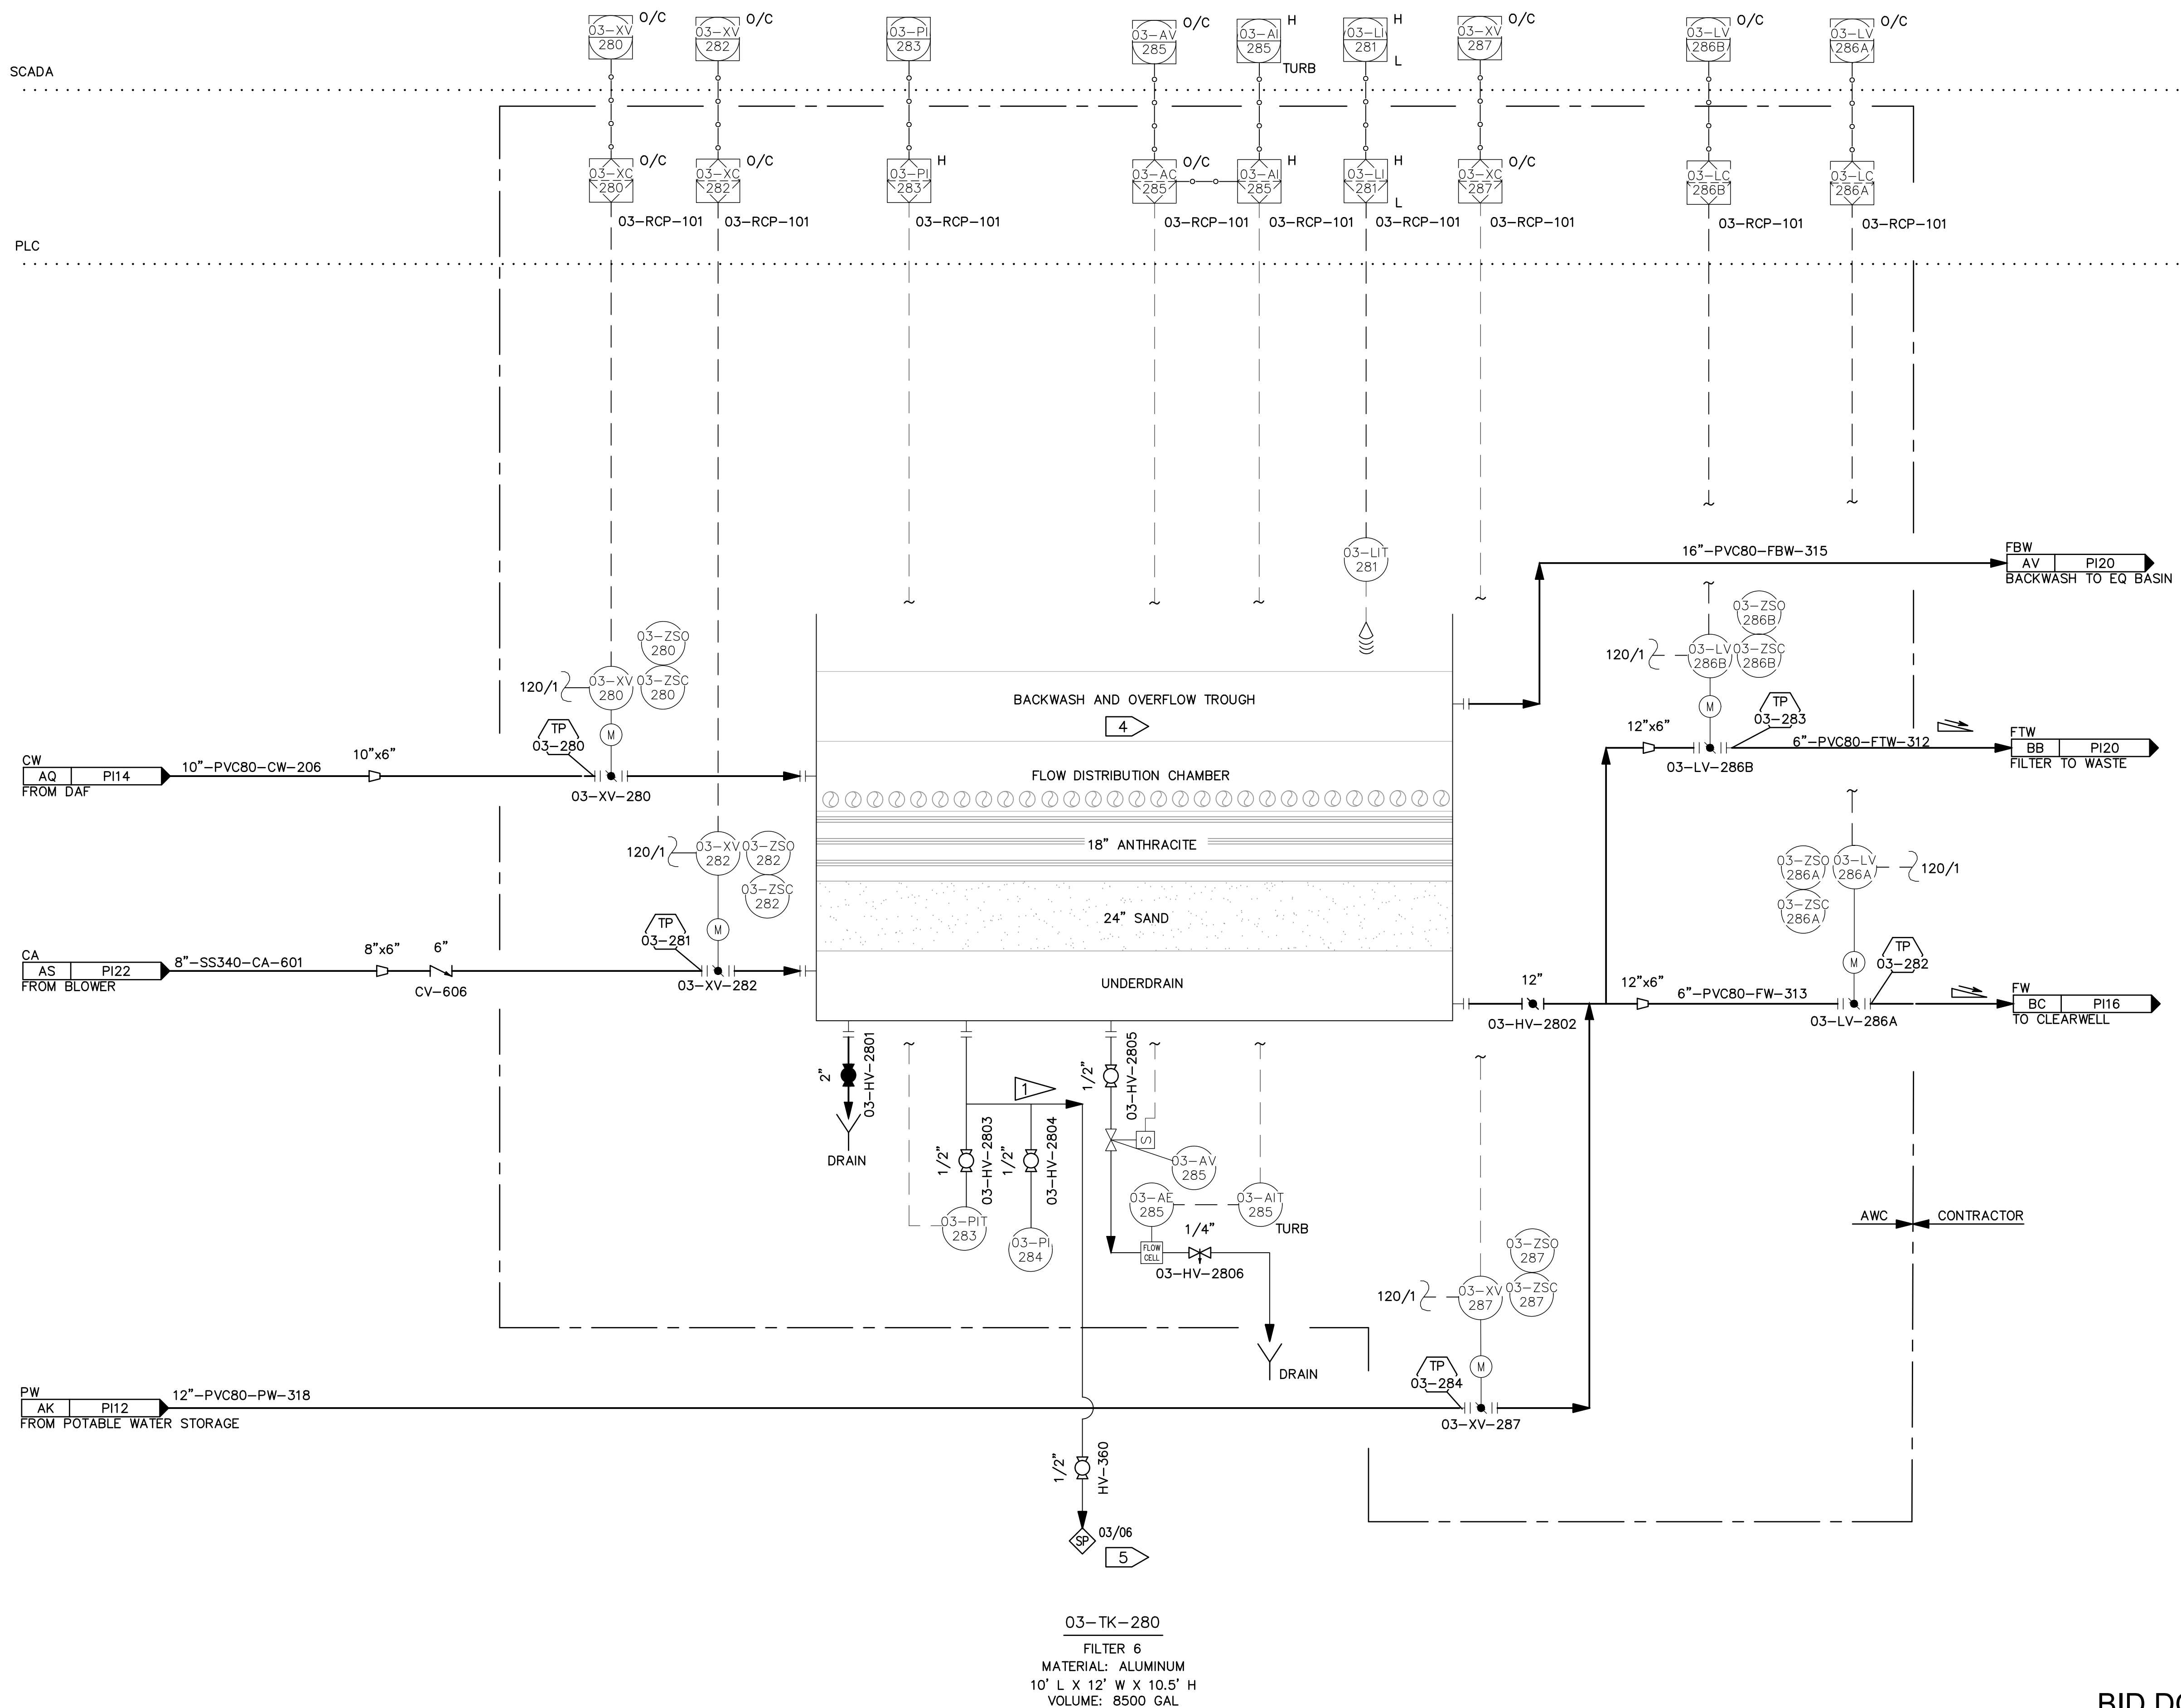 03-XV
280
O/C
03-XV
282
O/C
03-PI
283
03-AV
285
O/C
03-AI
285
H
TURB
03-LI
281
H
L
03-XV
287
O/C
03-LV
286B
O/C
03-LV
286A
O/C
SCADA
03-XC
280
O/C
03-RCP-101
03-XC
282
O/C
03-RCP-101
03-PI
283
H
03-RCP-101
03-AC
285
O/C
03-RCP-101
03-AI
285
H
03-RCP-101
03-LI
281
H
L
03-RCP-101
03-XC
287
O/C
03-RCP-101
03-LC
286B
03-RCP-101
03-LC
286A
03-RCP-101
PLC
03-LIT
281
16"-PVC80-FBW-315
FBW
AV PI20
BACKWASH TO EQ BASIN
03-ZSO
280
03-XV
280
03-ZSC
280
120/1
M
TP
03-280
03-ZSO
286B
03-LV
286B
03-ZSC
286B
120/1
M
TP
03-283
BACKWASH AND OVERFLOW TROUGH
4
CW
AQ PI14
FROM DAF
10"-PVC80-CW-206
10"x6"
03-XV-280
FLOW DISTRIBUTION CHAMBER
12"x6"
03-LV-286B
6"-PVC80-FTW-312
FTW
BB PI20
FILTER TO WASTE
18" ANTHRACITE
120/1
03-XV
282
03-ZSO
282
03-ZSC
282
M
TP
03-281
03-ZSO
286A
03-LV
286A
120/1
03-ZSC
286A
M
TP
03-282
24" SAND
CA
AS PI22
FROM BLOWER
8"-SS340-CA-601
8"x6"
6"
CV-606
03-XV-282
UNDERDRAIN
12"
03-HV-2802
12"x6"
6"-PVC80-FW-313
03-LV-286A
FW
BC PI16
TO CLEARWELL
2"
03-HV-2801
DRAIN
1
1/2"
03-HV-2803
1/2"
03-HV-2804
1/2"
03-HV-2805
S
03-AV
285
03-PIT
283
03-PI
284
03-AE
285
03-AIT
285
TURB
FLOW
CELL
1/4"
03-HV-2806
DRAIN
AWC
CONTRACTOR
03-ZSO
287
120/1
03-XV
287
03-ZSC
287
M
TP
03-284
03-XV-287
PW
AK PI12
FROM POTABLE WATER STORAGE
12"-PVC80-PW-318
1/2"
HV-360
SP
03/06
5
03-TK-280
FILTER 6
MATERIAL: ALUMINUM
10' L X 12' W X 10.5' H
VOLUME: 8500 GAL
BID